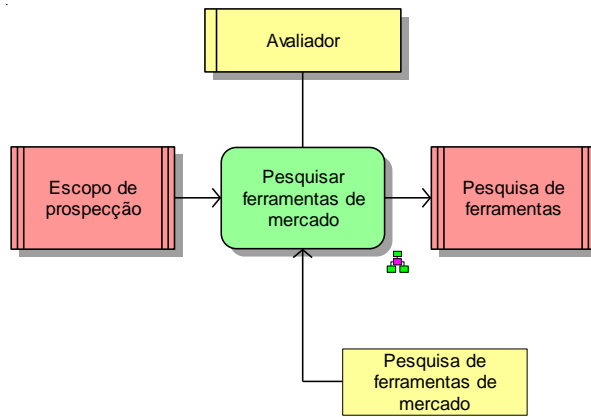 Avaliador
Escopo de
prospecção
Pesquisar
ferramentas de
mercado
Pesquisa de
ferramentas
Pesquisa de
ferramentas de
mercado